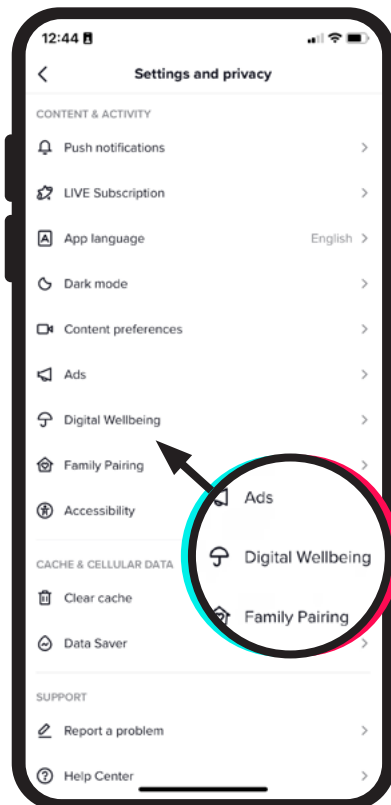 12:44
Settings and privacy
CONTENT & ACTIVITY
Push notifications
LIVE Subscription
App language English
Dark mode
Content preferences
Ads
Digital Wellbeing
Family Pairing
Accessibility
Ads
Digital Wellbeing
Family Pairing
CACHE & CELLULAR DATA
Clear cache
Data Saver
SUPPORT
Report a problem
Help Center